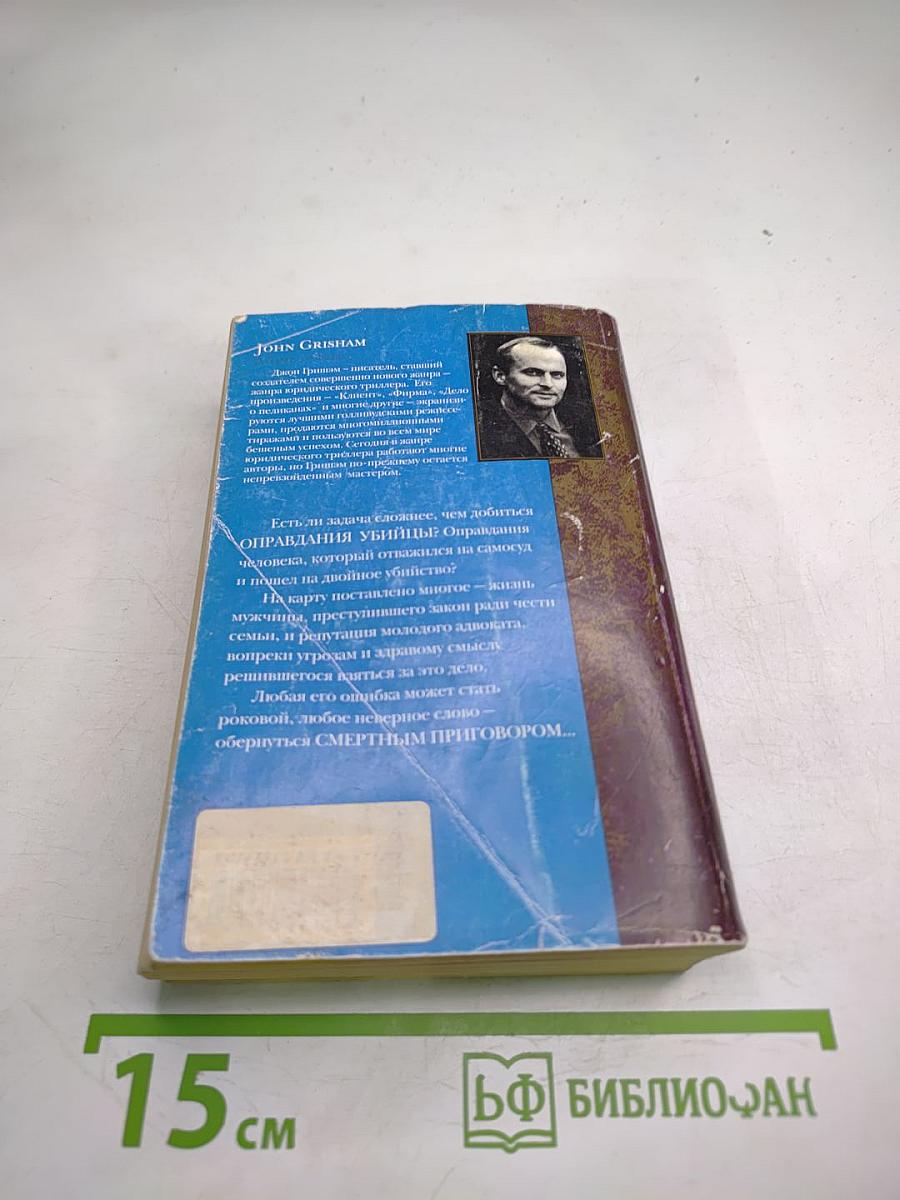 JOHN GRISHAM
Джон Гришэм – писатель, ставший
создателем совершенно нового жанра –
жанра юридического триллера. Его
произведения – «Клиент», «Фирма», «Дело
о пеликанах» и многие другие – экранизи-
руются лучшими голливудскими режиссе-
рами, продаются многомиллионными
тиражами и пользуются во всем мире
бешеным успехом. Сегодня в жанре
юридического триллера работают многие
авторы, но Гришэм по-прежнему остается
непревзойденным мастером.
Есть ли задача сложнее, чем добиться
ОПРАВДАНИЯ УБИЙЦЫ? Оправдания
человека, который отважился на самосуд
и пошел на двойное убийство?
На карту поставлено многое – жизнь
мужчины, преступившего закон ради чести
семьи, и репутация молодого адвоката,
вопреки угрозам и здравому смыслу
решившегося взяться за это дело.
Любая его ошибка может стать
роковой, любое неверное слово –
обернуться СМЕРТНЫМ ПРИГОВОРОМ...
15 см
БФ БИБЛИОФАН